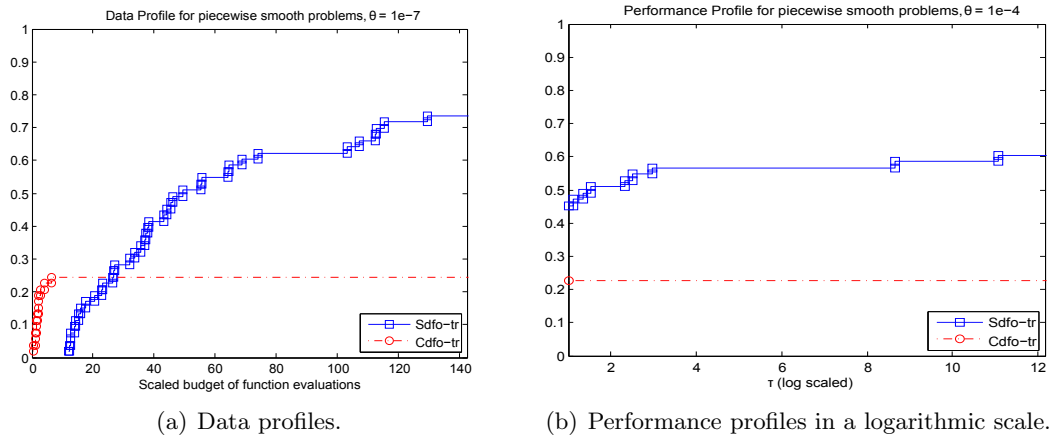 Data Profile for piecewise smooth problems, θ = 1e−7
1
0.9
0.8
0.7
0.6
0.5
0.4
0.3
0.2
0.1
0
0 20 40 60 80 100 120 140
Scaled budget of function evaluations
Sdfo−tr
Cdfo−tr
(a) Data profiles.
Performance Profile for piecewise smooth problems, θ = 1e−4
1
0.9
0.8
0.7
0.6
0.5
0.4
0.3
0.2
0.1
0
2 4 6 8 10 12
τ (log scaled)
Sdfo−tr
Cdfo−tr
(b) Performance profiles in a logarithmic scale.